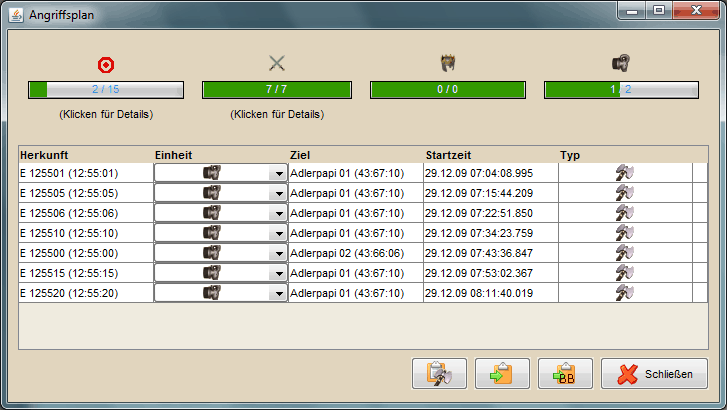 Angriffsplan
2 / 15 7 / 7 0 / 0 1 / 2
(Klicken für Details) (Klicken für Details)
Herkunft Einheit Ziel Startzeit Typ
E 125501 (12:55:01) Adlerpapi 01 (43:67:10) 29.12.09 07:04:08.995
E 125505 (12:55:05) Adlerpapi 01 (43:67:10) 29.12.09 07:15:44.209
E 125506 (12:55:06) Adlerpapi 01 (43:67:10) 29.12.09 07:22:51.850
E 125510 (12:55:10) Adlerpapi 01 (43:67:10) 29.12.09 07:34:23.759
E 125500 (12:55:00) Adlerpapi 02 (43:66:06) 29.12.09 07:43:36.847
E 125515 (12:55:15) Adlerpapi 01 (43:67:10) 29.12.09 07:53:02.367
E 125520 (12:55:20) Adlerpapi 01 (43:67:10) 29.12.09 08:11:40.019
BB Schließen